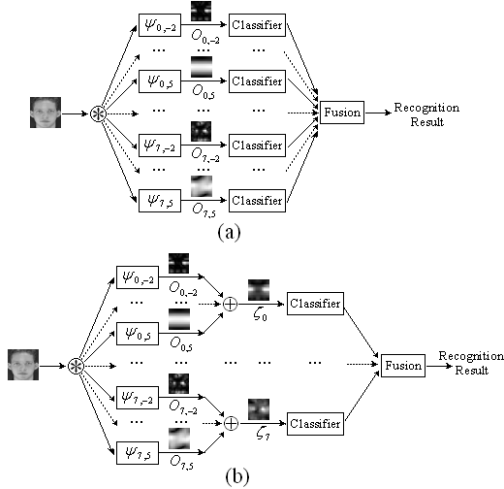 ψ0,-2 O0,-2 Classifier
... ... ...
ψ0,5 O0,5 Classifier
... ... ...
Fusion Recognition
Result
ψ7,-2 O7,-2 Classifier
... ... ...
ψ7,5 O7,5 Classifier
(a)
ψ0,-2 O0,-2
... ... ζ0 Classifier
ψ0,5 O0,5
... ... ... ...
Fusion Recognition
Result
ψ7,-2 O7,-2
... ... ζ7 Classifier
ψ7,5 O7,5
(b)